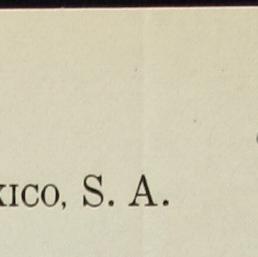 XICO, S. A.